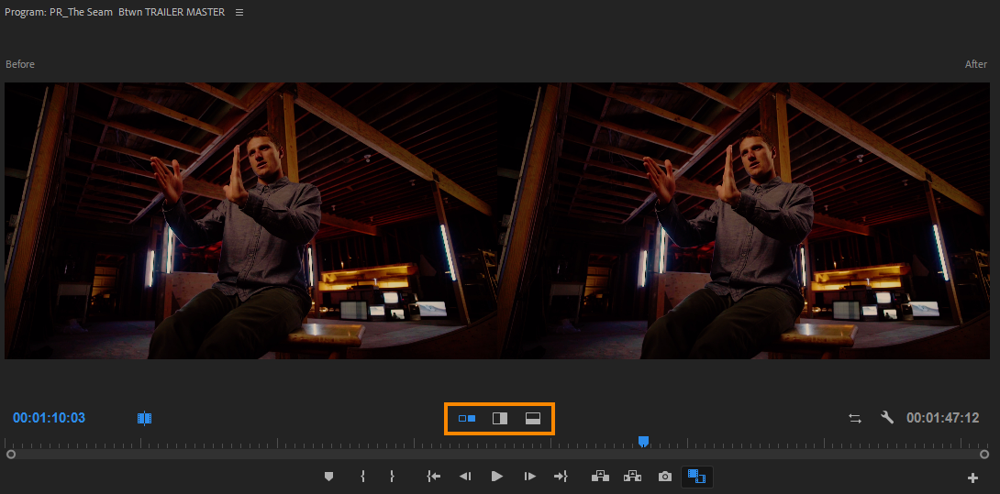 Program: PR_The Seam  Btwn TRAILER MASTER
Before
After
00:01:10:03
00:01:47:12